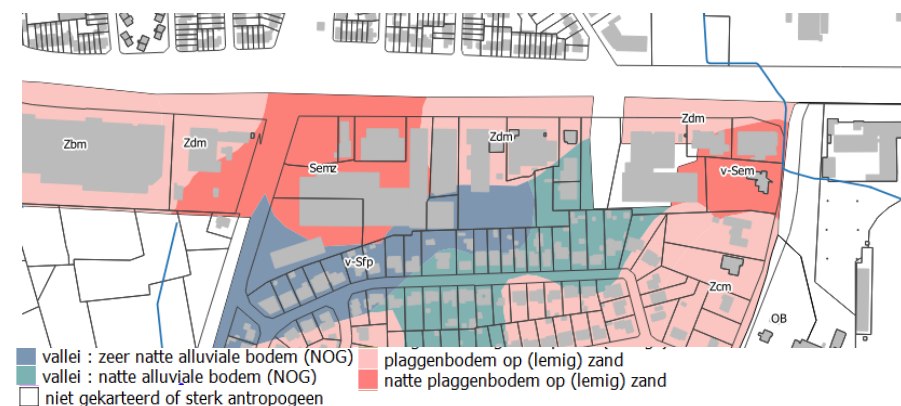 Zbm
Zdm
Semz
Zdm
Zdm
v-Sem
v-Sfp
Zcm
OB
vallei : zeer natte alluviale bodem (NOG)
vallei : natte alluviale bodem (NOG)
niet gekarteerd of sterk antropogeen
plaggenbodem op (lemig) zand
natte plaggenbodem op (lemig) zand